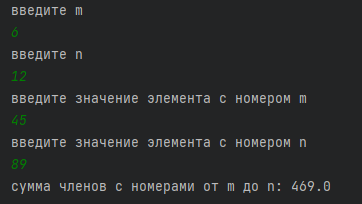 введите m
6
введите n
12
введите значение элемента с номером m
45
введите значение элемента с номером n
89
сумма членов с номерами от m до n: 469.0